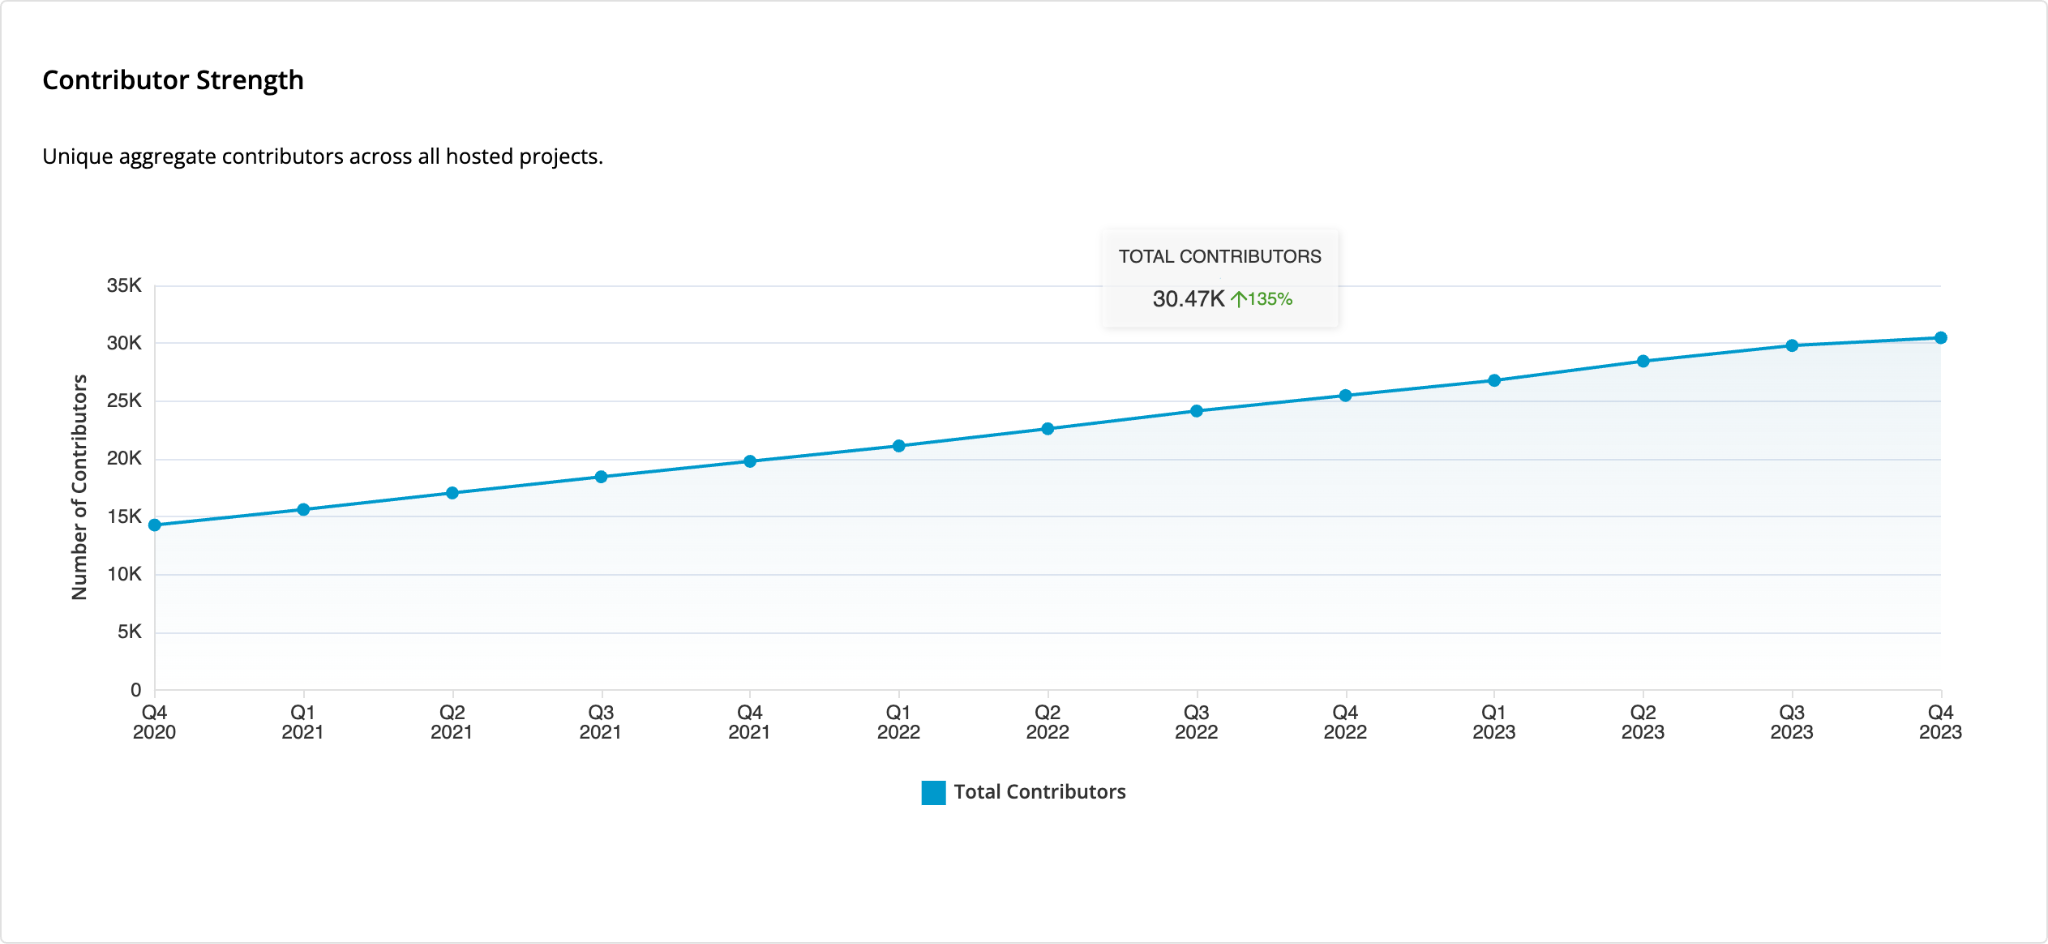 Contributor Strength
Unique aggregate contributors across all hosted projects.
TOTAL CONTRIBUTORS
30.47K ↑135%
Number of Contributors
35K
30K
25K
20K
15K
10K
5K
0
Q4 2020
Q1 2021
Q2 2021
Q3 2021
Q4 2021
Q1 2022
Q2 2022
Q3 2022
Q4 2022
Q1 2023
Q2 2023
Q3 2023
Q4 2023
Total Contributors